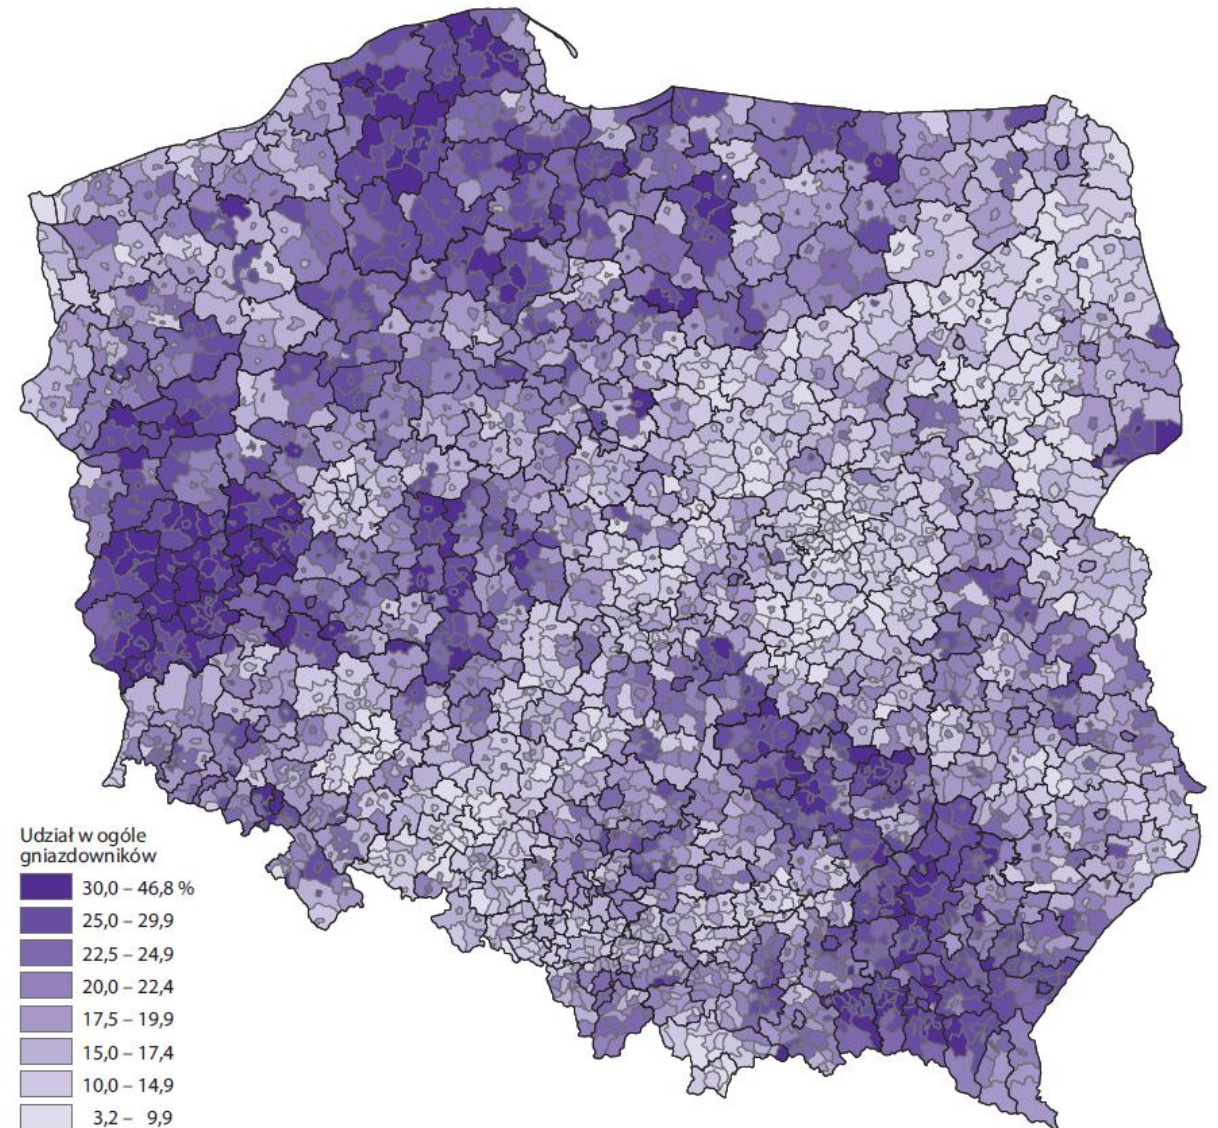 Udział w ogóle
gniazdowników
30,0 – 46,8 %
25,0 – 29,9
22,5 – 24,9
20,0 – 22,4
17,5 – 19,9
15,0 – 17,4
10,0 – 14,9
3,2 – 9,9